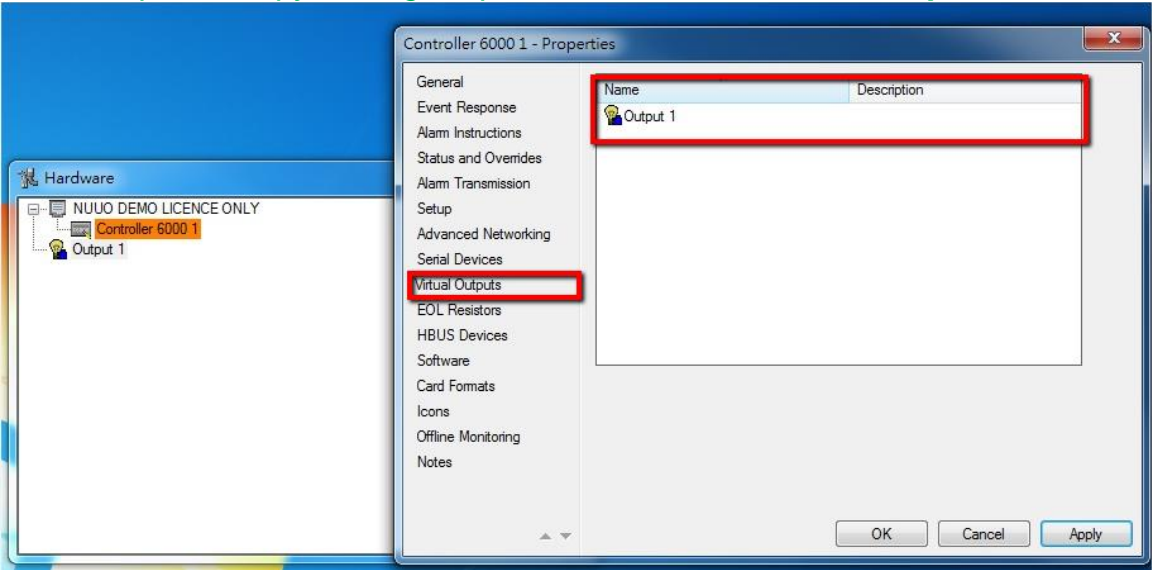 Controller 6000 1 - Properties
General
Event Response
Alarm Instructions
Status and Overrides
Alarm Transmission
Setup
Advanced Networking
Serial Devices
Virtual Outputs
EOL Resistors
HBUS Devices
Software
Card Formats
Icons
Offline Monitoring
Notes
Name Description
Output 1
OK Cancel Apply
Hardware
NUUO DEMO LICENCE ONLY
Controller 6000 1
Output 1